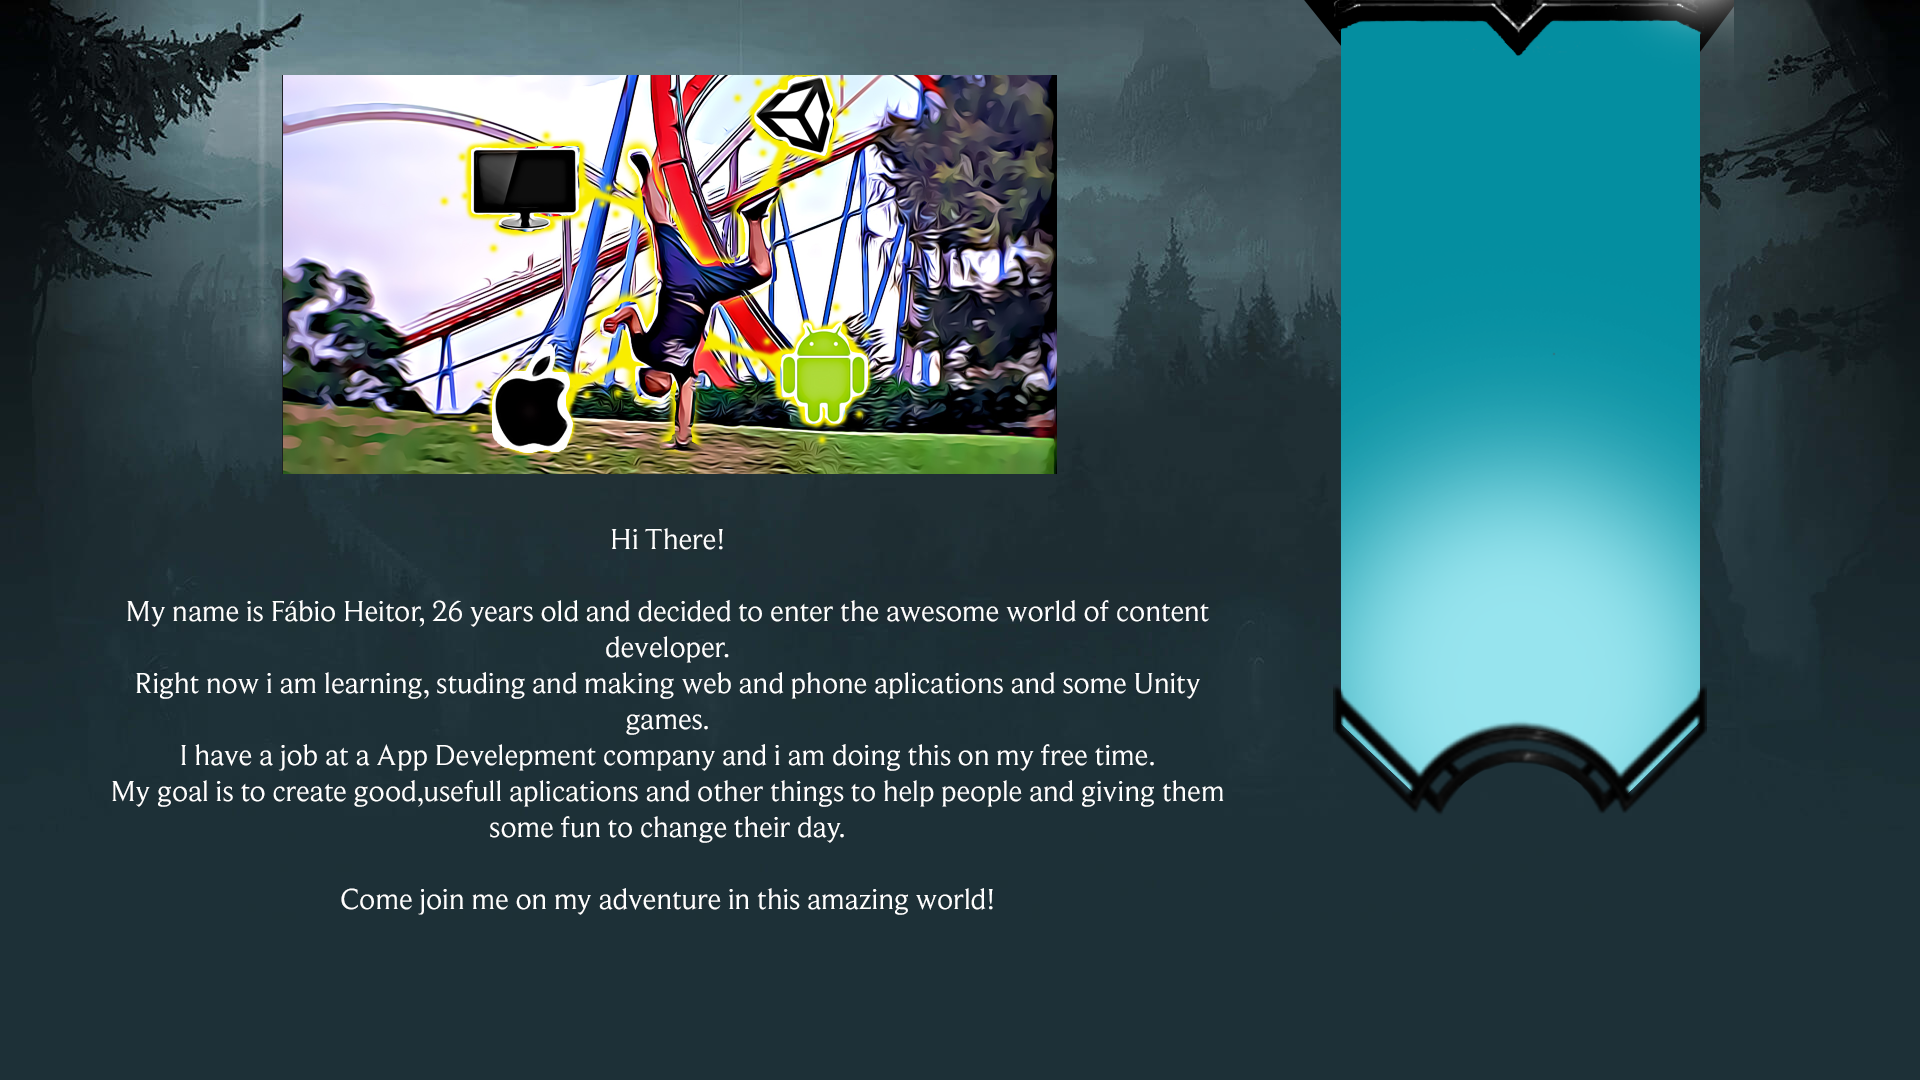 Hi There!
My name is Fábio Heitor, 26 years old and decided to enter the awesome world of content
developer.
Right now i am learning, studing and making web and phone aplications and some Unity
games.
I have a job at a App Develepment company and i am doing this on my free time.
My goal is to create good,usefull aplications and other things to help people and giving them
some fun to change their day.
Come join me on my adventure in this amazing world!